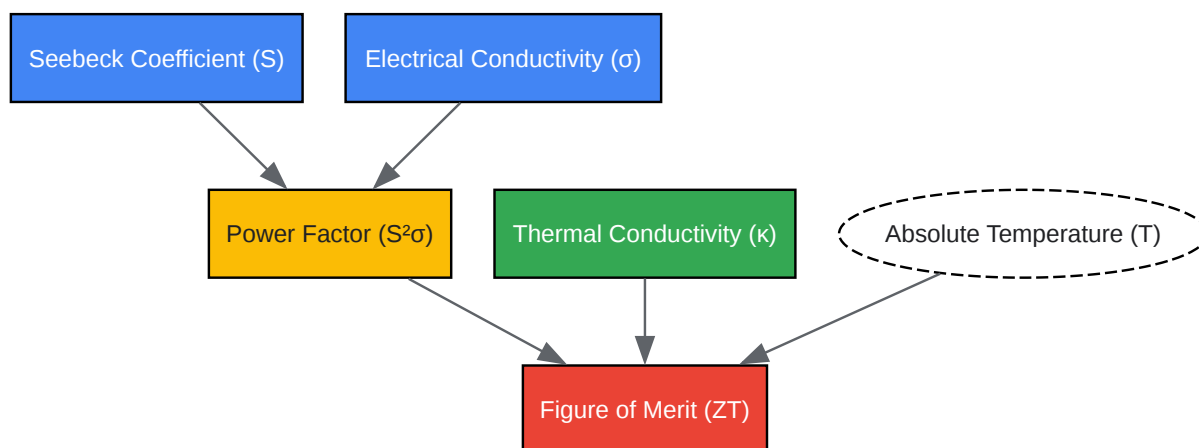 Seebeck Coefficient (S)
Electrical Conductivity (σ)
Power Factor (S²σ)
Thermal Conductivity (κ)
Absolute Temperature (T)
Figure of Merit (ZT)